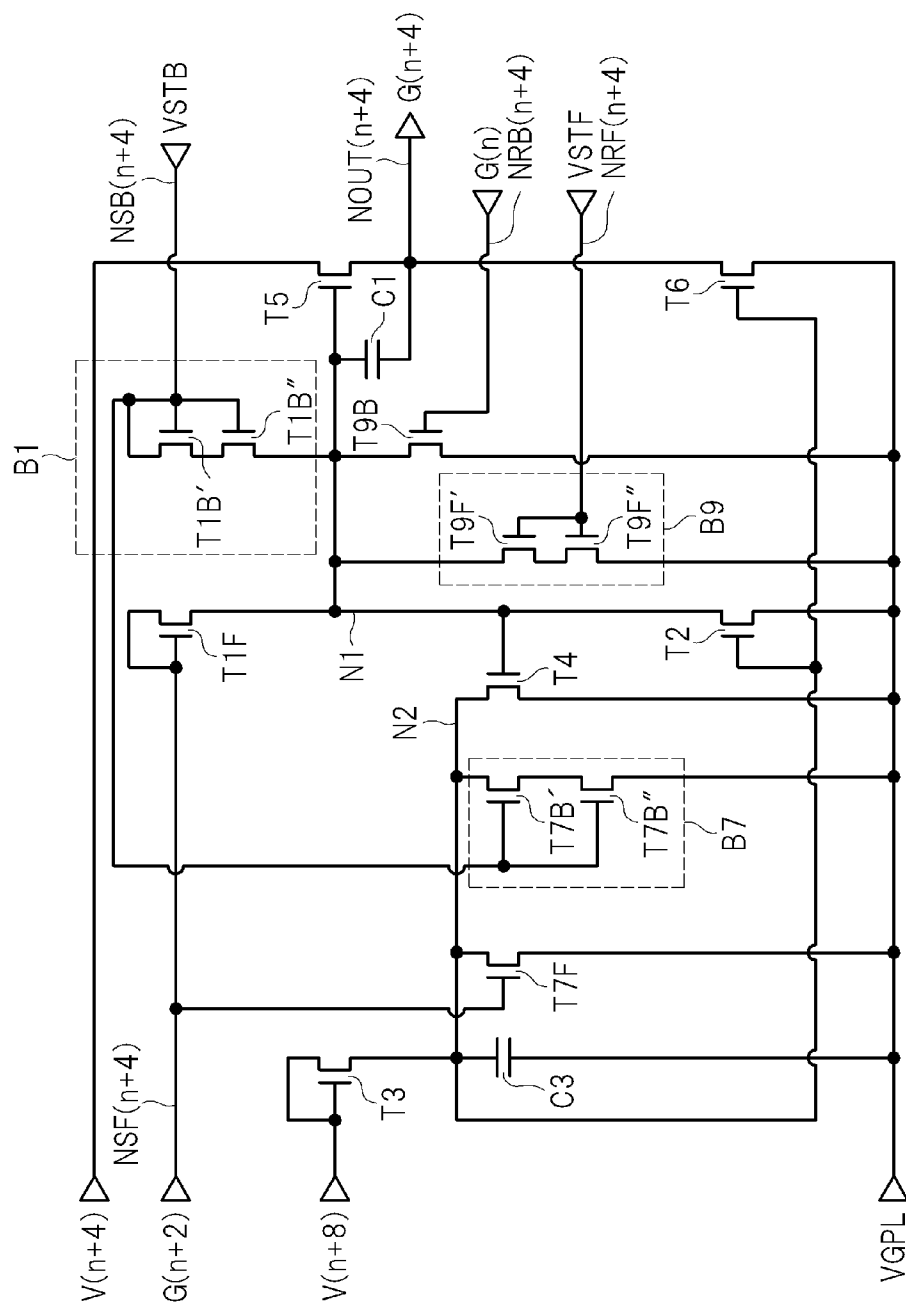 V(n+4)
G(n+2)
V(n+8)
VGPL
NSF(n+4)
T3
C3
T7F
N2
T7B′
T7B″
B7
T4
T1F
N1
T2
B1
T1B′
T1B″
T9F′
T9F″
B9
T9B
C1
T5
T6
NSB(n+4)
VSTB
NOUT(n+4)
G(n+4)
G(n)
NRB(n+4)
VSTF
NRF(n+4)